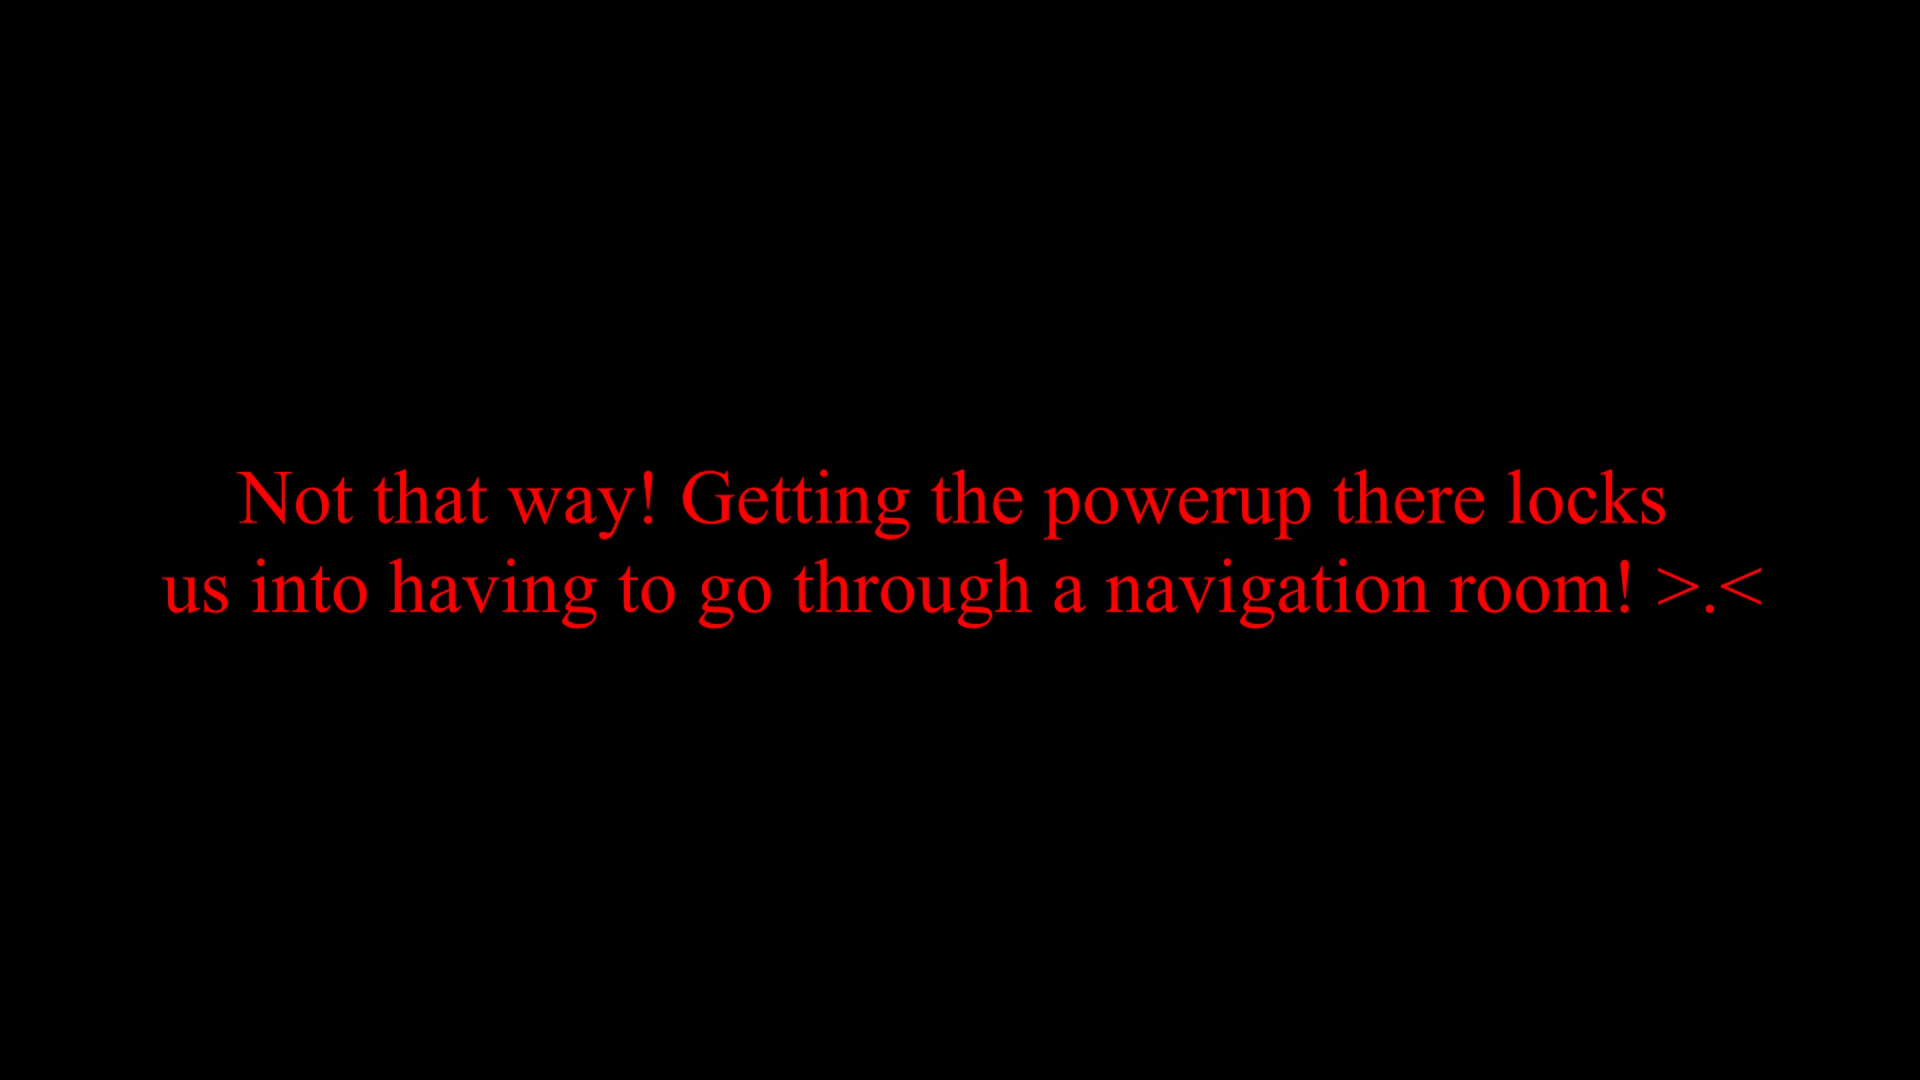 Not that way! Getting the powerup there locks
us into having to go through a navigation room! >.<